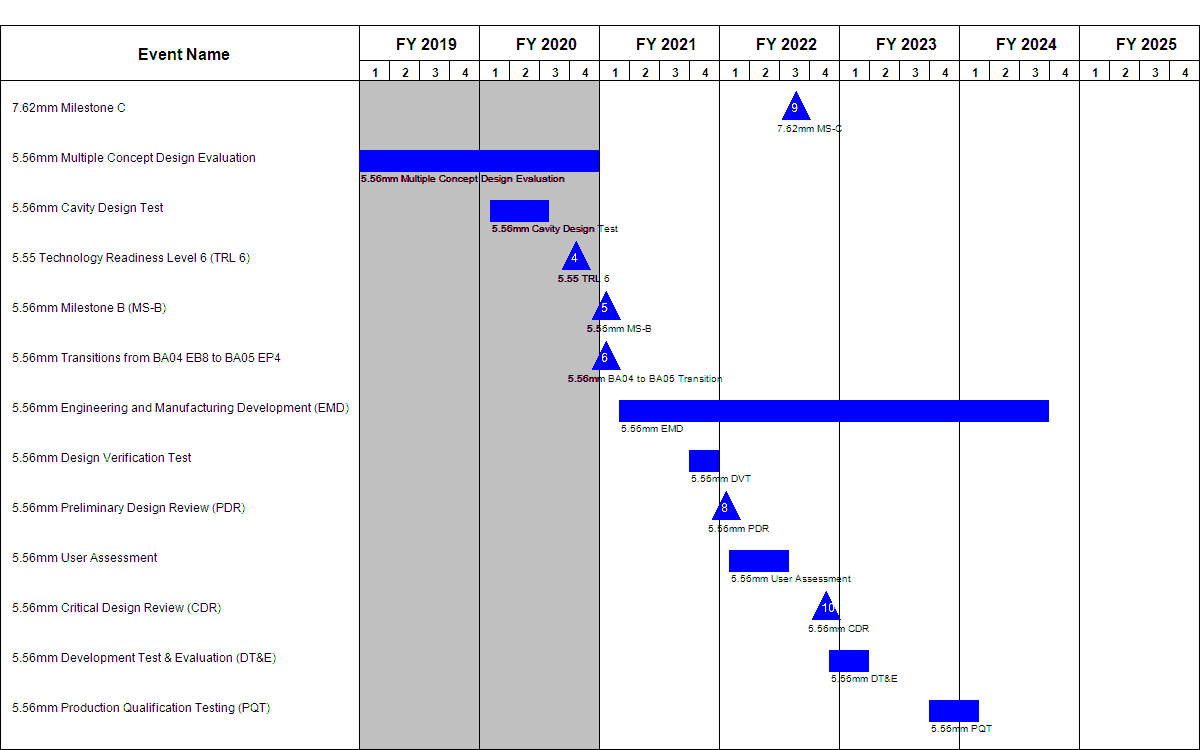 Event Name FY 2019 FY 2020 FY 2021 FY 2022 FY 2023 FY 2024 FY 2025
1 2 3 4 1 2 3 4 1 2 3 4 1 2 3 4 1 2 3 4 1 2 3 4 1 2 3 4
7.62mm Milestone C 9
7.62mm MS-C
5.56mm Multiple Concept Design Evaluation
5.56mm Multiple Concept Design Evaluation
5.56mm Cavity Design Test
5.56mm Cavity Design Test
5.55 Technology Readiness Level 6 (TRL 6) 4
5.55 TRL 6
5.56mm Milestone B (MS-B) 5
5.56mm MS-B
5.56mm Transitions from BA04 EB8 to BA05 EP4 6
5.56mm BA04 to BA05 Transition
5.56mm Engineering and Manufacturing Development (EMD)
5.56mm EMD
5.56mm Design Verification Test
5.56mm DVT
5.56mm Preliminary Design Review (PDR) 8
5.56mm PDR
5.56mm User Assessment
5.56mm User Assessment
5.56mm Critical Design Review (CDR) 10
5.56mm CDR
5.56mm Development Test & Evaluation (DT&E)
5.56mm DT&E
5.56mm Production Qualification Testing (PQT)
5.56mm PQT